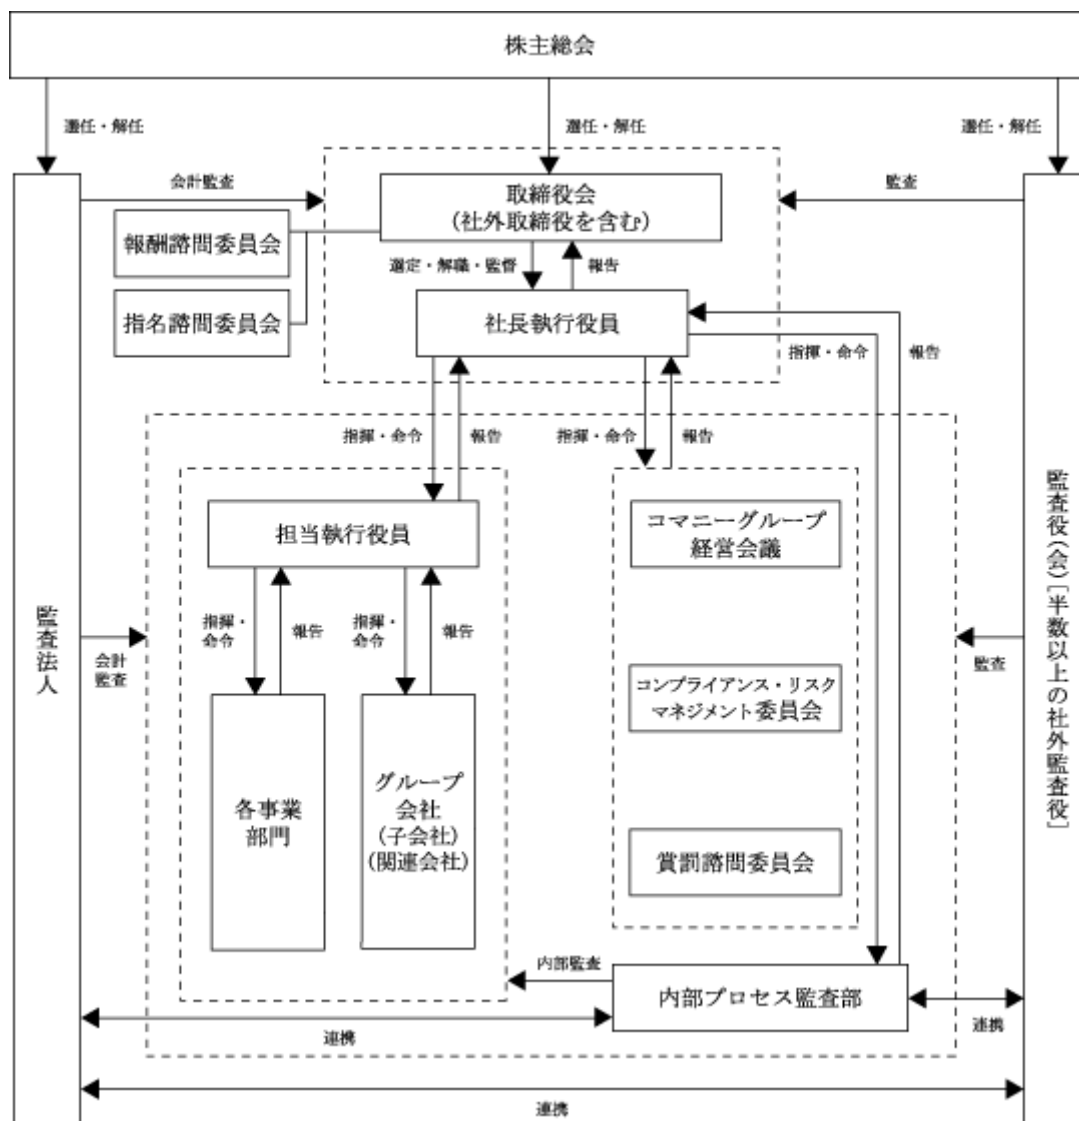 株主総会
選任・解任
選任・解任
選任・解任
会計監査
取締役会
(社外取締役を含む)
監査
報酬諮問委員会
選定・解職・監督
報告
指名諮問委員会
社長執行役員
指揮・命令
報告
指揮・命令
報告
指揮・命令
報告
担当執行役員
コマニーグループ
経営会議
指揮・
命令
報告
指揮・
命令
報告
監査法人
会計
監査
監査
監査役(会)[半数以上の社外監査役]
コンプライアンス・リスク
マネジメント委員会
各事業
部門
グループ
会社
(子会社)
(関連会社)
賞罰諮問委員会
内部監査
内部プロセス監査部
連携
連携
連携